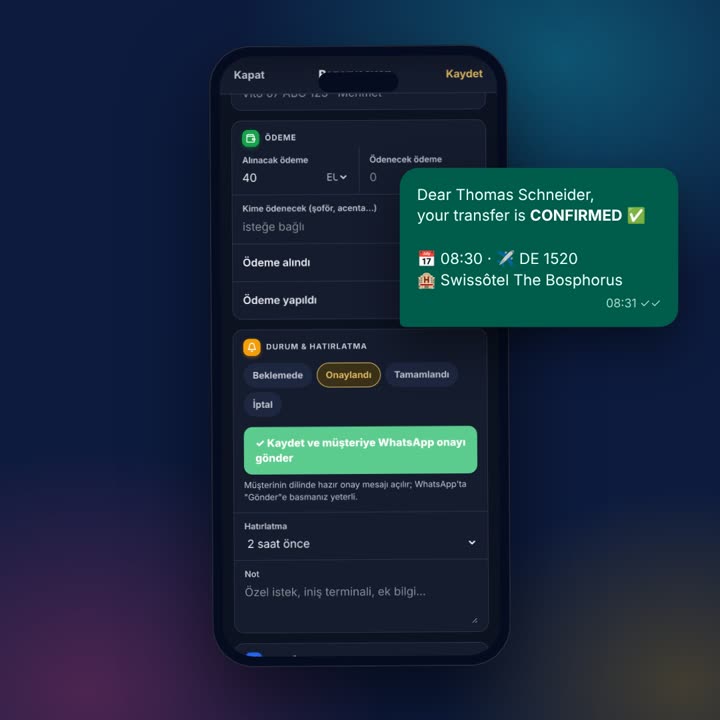 Kapat
Kaydet
ÖDEME
Alınacak ödeme
Ödenecek ödeme
40
0
Kime ödenecek (şoför, acenta...)
isteğe bağlı
Ödeme alındı
Ödeme yapıldı
Dear Thomas Schneider,
your transfer is CONFIRMED ✅
📅 08:30 · ✈️ DE 1520
🏨 Swissôtel The Bosphorus
08:31 ✓✓
DURUM & HATIRLATMA
Beklemede
Onaylandı
Tamamlandı
İptal
✓ Kaydet ve müşteriye WhatsApp onayı
gönder
Müşterinin dilinde hazır onay mesajı açılır; WhatsApp'ta
"Gönder"e basmanız yeterli.
Hatırlatma
2 saat önce
Not
Özel istek, iniş terminali, ek bilgi...